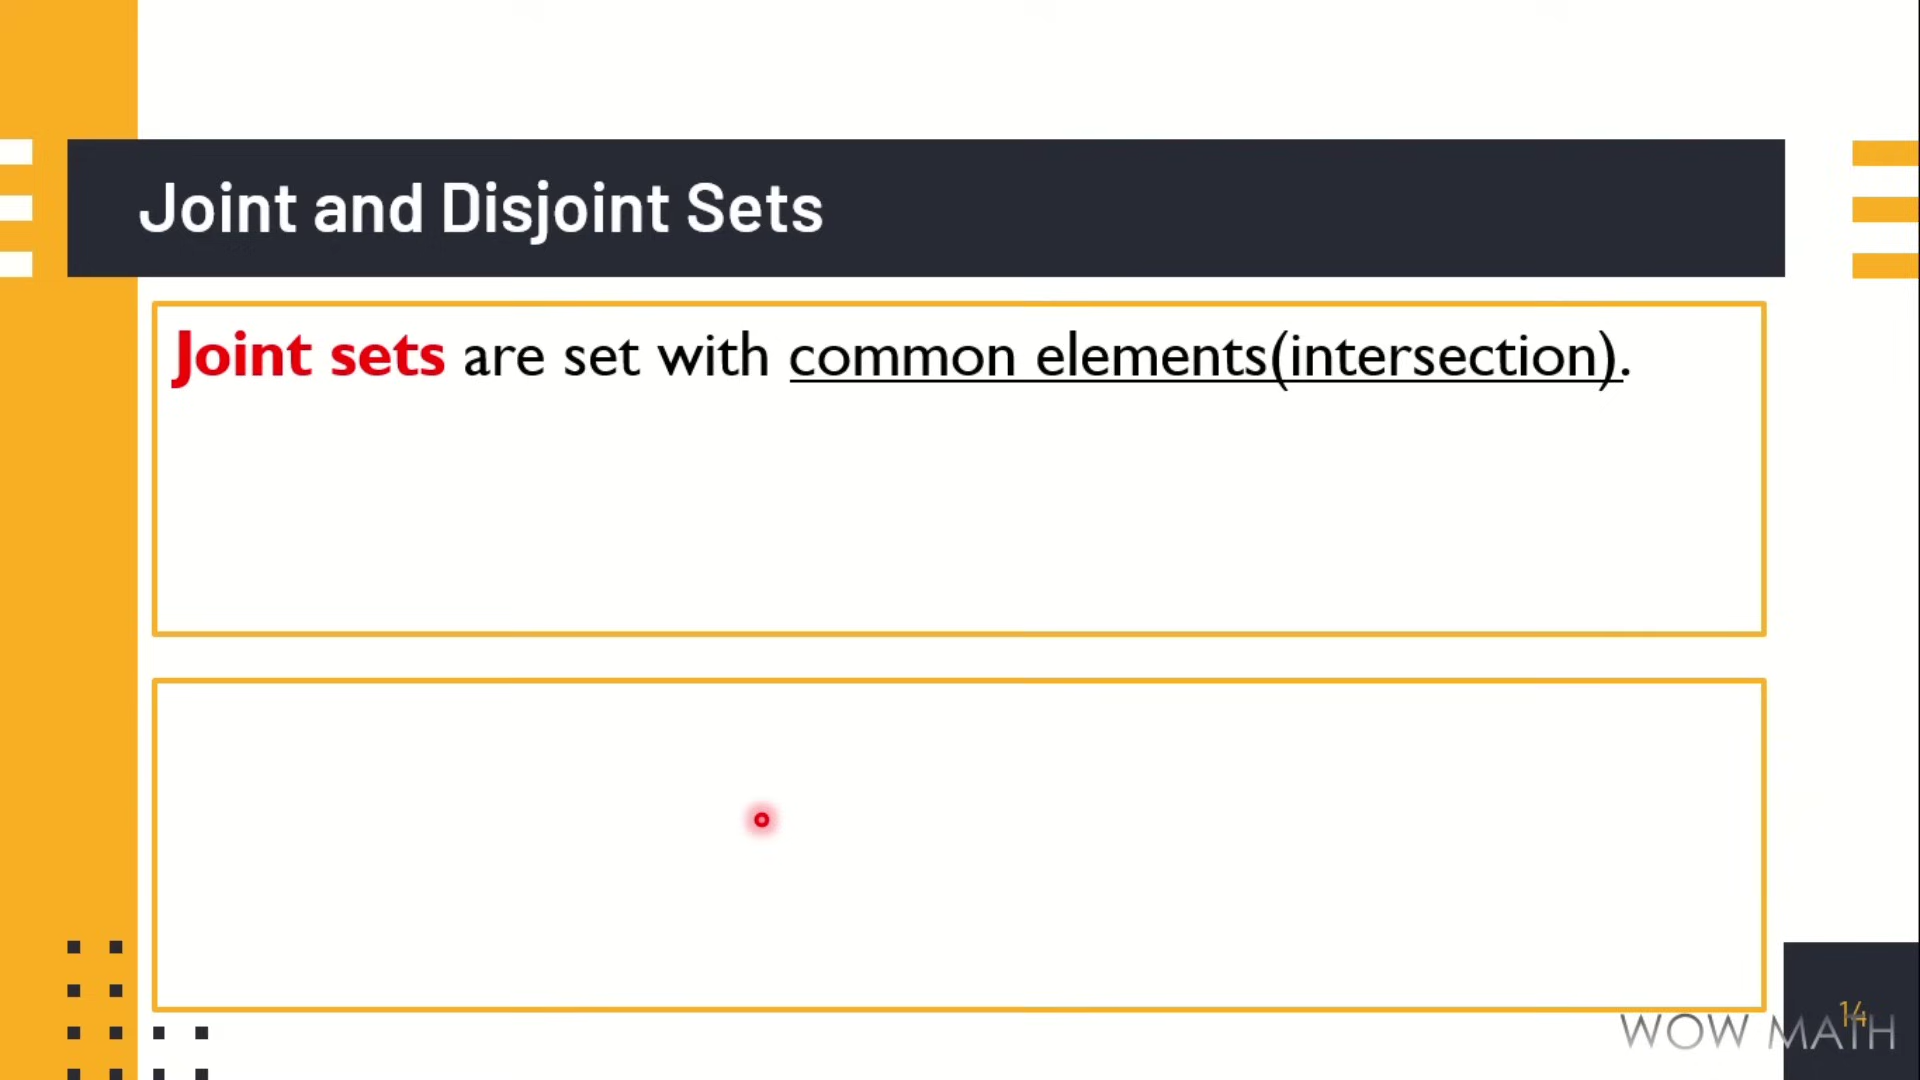 Joint and Disjoint Sets
Joint sets are set with common elements(intersection).
14
WOW MATH